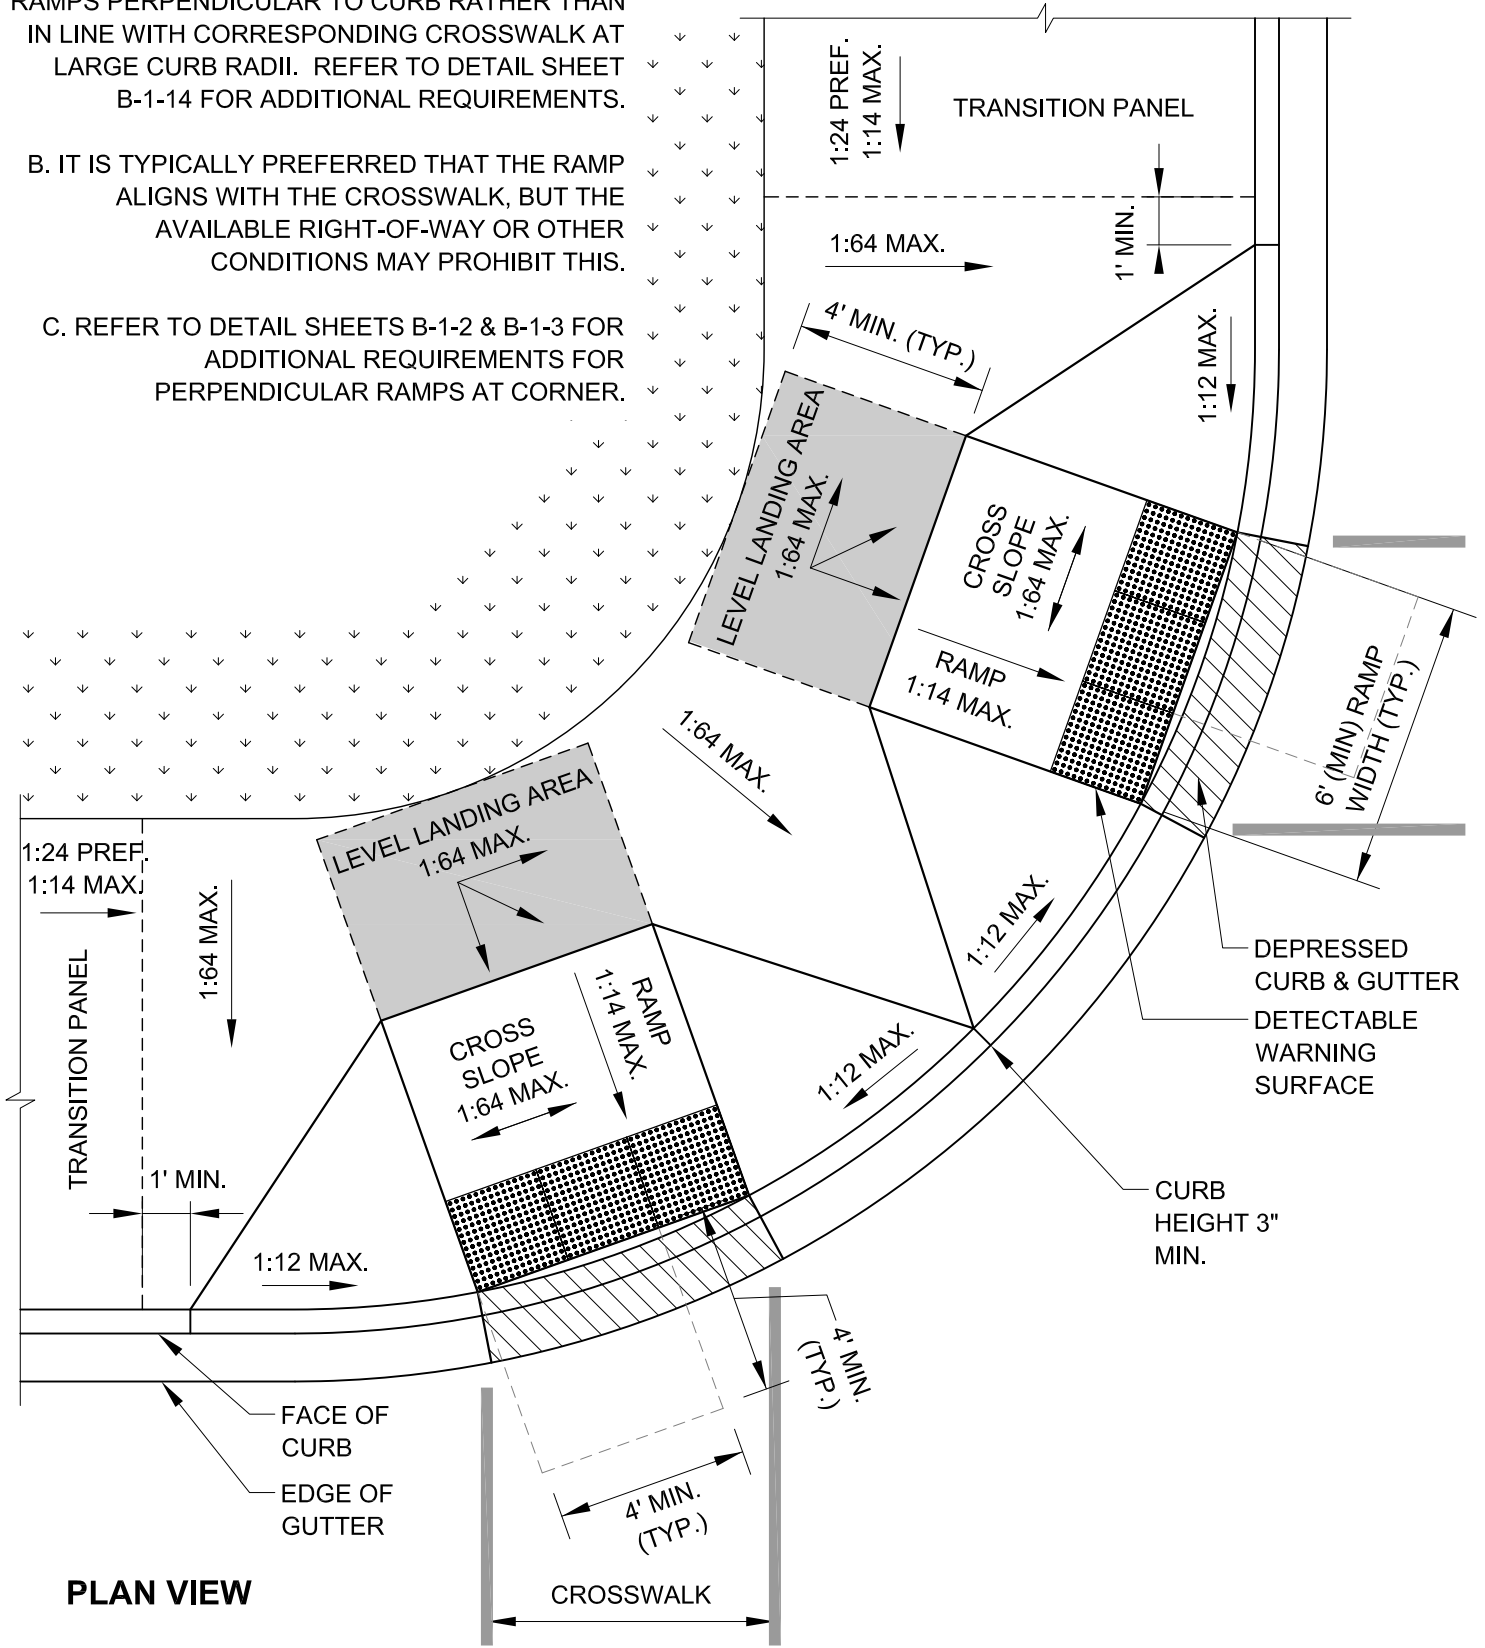 RAMPS PERPENDICULAR TO CURB RATHER THAN
IN LINE WITH CORRESPONDING CROSSWALK AT
LARGE CURB RADII. REFER TO DETAIL SHEET
B-1-14 FOR ADDITIONAL REQUIREMENTS.
B. IT IS TYPICALLY PREFERRED THAT THE RAMP
ALIGNS WITH THE CROSSWALK, BUT THE
AVAILABLE RIGHT-OF-WAY OR OTHER
CONDITIONS MAY PROHIBIT THIS.
C. REFER TO DETAIL SHEETS B-1-2 & B-1-3 FOR
ADDITIONAL REQUIREMENTS FOR
PERPENDICULAR RAMPS AT CORNER.
1:24 PREF.
1:14 MAX.
TRANSITION PANEL
1' MIN.
1:64 MAX.
4' MIN. (TYP.)
1:12 MAX.
LEVEL LANDING AREA
1:64 MAX.
CROSS
SLOPE
1:64 MAX.
RAMP
1:14 MAX.
6' (MIN) RAMP
WIDTH (TYP.)
1:64 MAX.
LEVEL LANDING AREA
1:64 MAX.
1:24 PREF.
1:14 MAX.
1:64 MAX.
TRANSITION PANEL
1' MIN.
CROSS
SLOPE
1:64 MAX.
RAMP
1:14 MAX.
1:12 MAX.
1:12 MAX.
1:12 MAX.
DEPRESSED
CURB & GUTTER
DETECTABLE
WARNING
SURFACE
CURB
HEIGHT 3"
MIN.
4' MIN.
(TYP.)
4' MIN.
(TYP.)
FACE OF
CURB
EDGE OF
GUTTER
CROSSWALK
PLAN VIEW